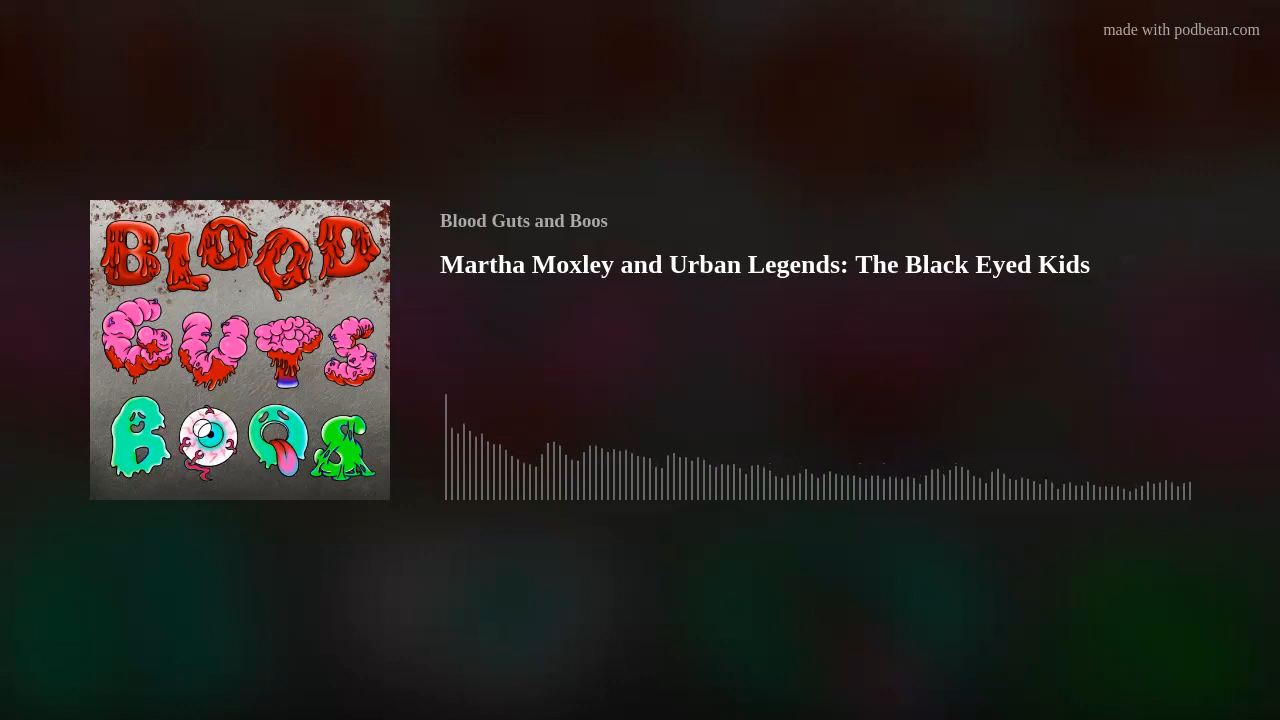 made with podbean.com
BLOOD
GUTS
BOOS
Blood Guts and Boos
Martha Moxley and Urban Legends: The Black Eyed Kids